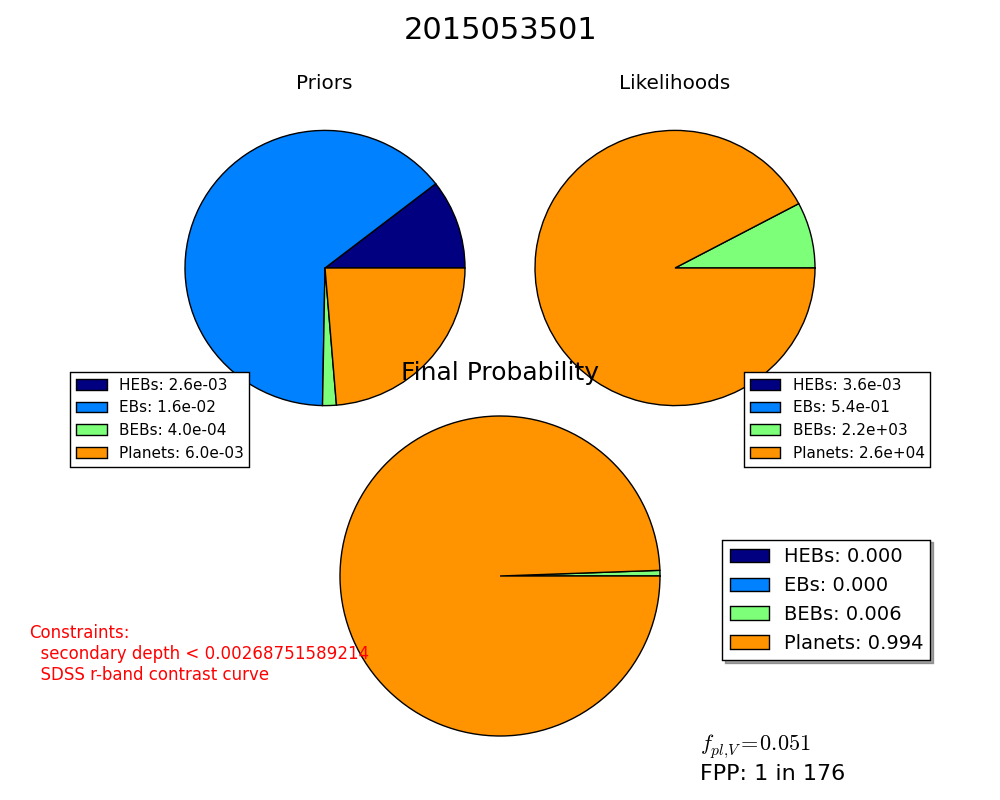 2015053501
Priors
Likelihoods
HEBs: 2.6e-03
EBs: 1.6e-02
BEBs: 4.0e-04
Planets: 6.0e-03
HEBs: 3.6e-03
EBs: 5.4e-01
BEBs: 2.2e+03
Planets: 2.6e+04
Final Probability
HEBs: 0.000
EBs: 0.000
BEBs: 0.006
Planets: 0.994
Constraints:
secondary depth < 0.00268751589214
SDSS r-band contrast curve
f_{pl,V}=0.051
FPP: 1 in 176